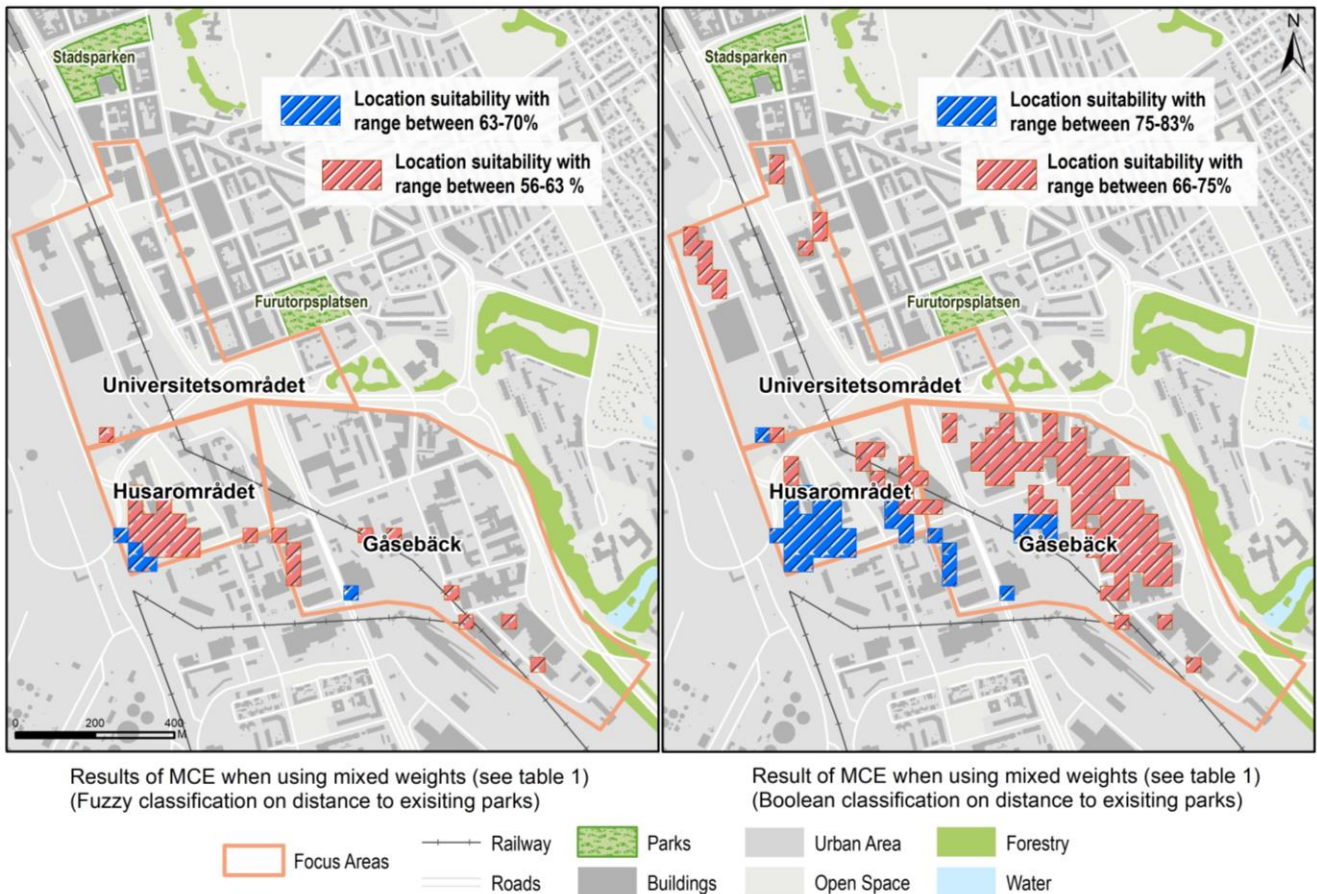 Stadsparken
Location suitability with
range between 63-70%
Location suitability with
range between 56-63 %
Furutorpsplatsen
Universitetsområdet
Husarområdet
Gåsebäck
0 200 400
M
N
Stadsparken
Location suitability with
range between 75-83%
Location suitability with
range between 66-75%
Furutorpsplatsen
Universitetsområdet
Husarområdet
Gåsebäck
Results of MCE when using mixed weights (see table 1)
(Fuzzy classification on distance to exisiting parks)
Result of MCE when using mixed weights (see table 1)
(Boolean classification on distance to exisiting parks)
Focus Areas
Railway
Roads
Parks
Buildings
Urban Area
Open Space
Forestry
Water